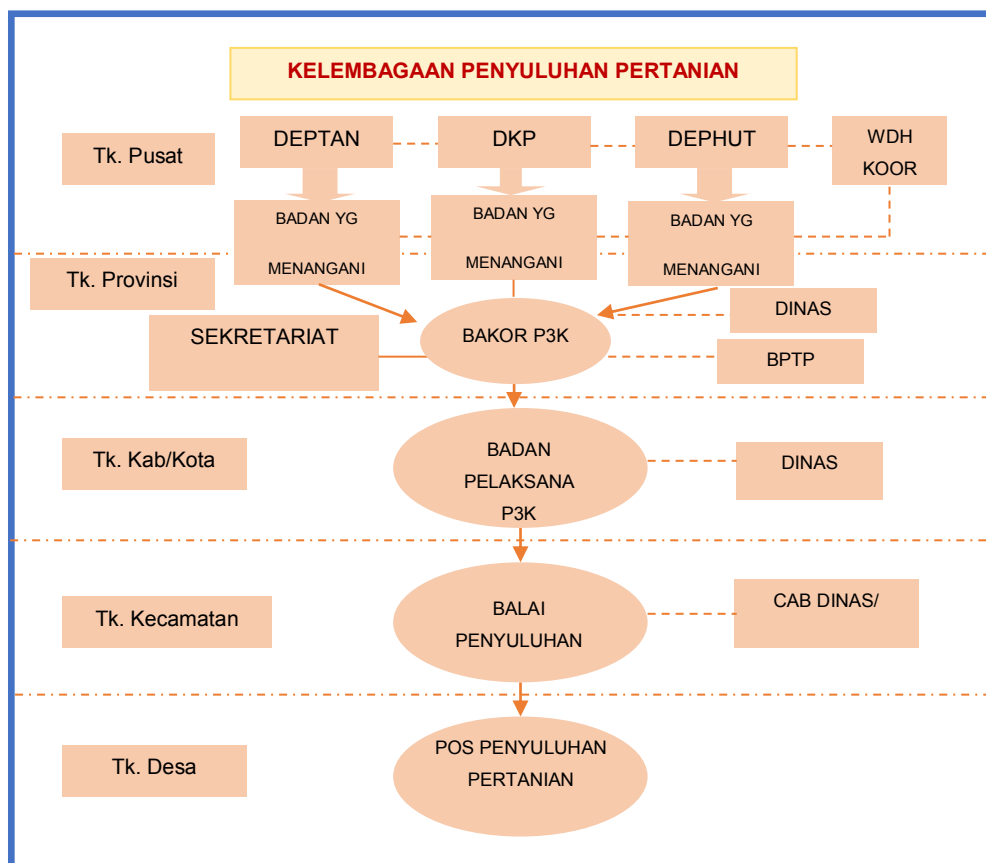 KELEMBAGAAN PENYULUHAN PERTANIAN
Tk. Pusat
DEPTAN
DKP
DEPHUT
WDH
KOOR
BADAN YG
MENANGANI
BADAN YG
MENANGANI
BADAN YG
MENANGANI
Tk. Provinsi
SEKRETARIAT
BAKOR P3K
DINAS
BPTP
Tk. Kab/Kota
BADAN
PELAKSANA
P3K
DINAS
Tk. Kecamatan
BALAI
PENYULUHAN
CAB DINAS/
Tk. Desa
POS PENYULUHAN
PERTANIAN